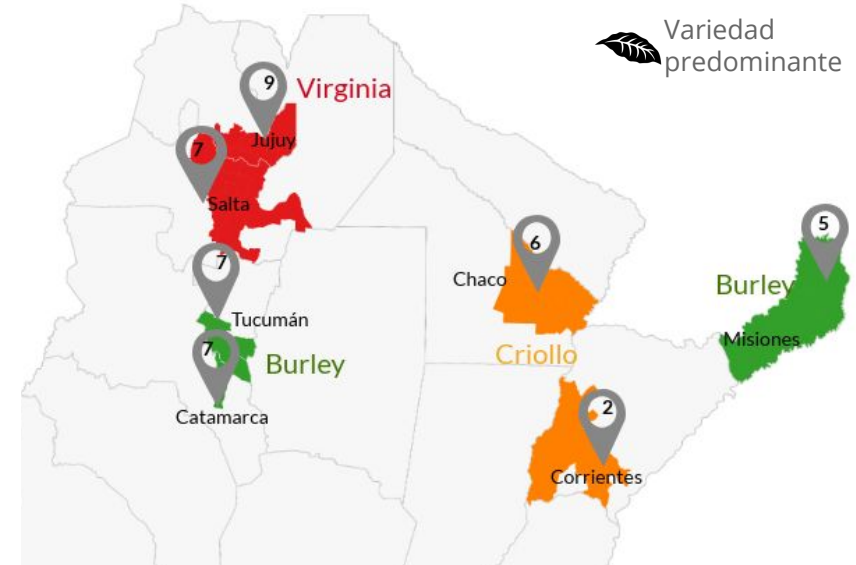 Variedad
predominante
9
Virginia
Jujuy
7
Salta
7
Tucumán
7
Burley
Catamarca
6
Chaco
Criollo
2
Corrientes
5
Burley
Misiones